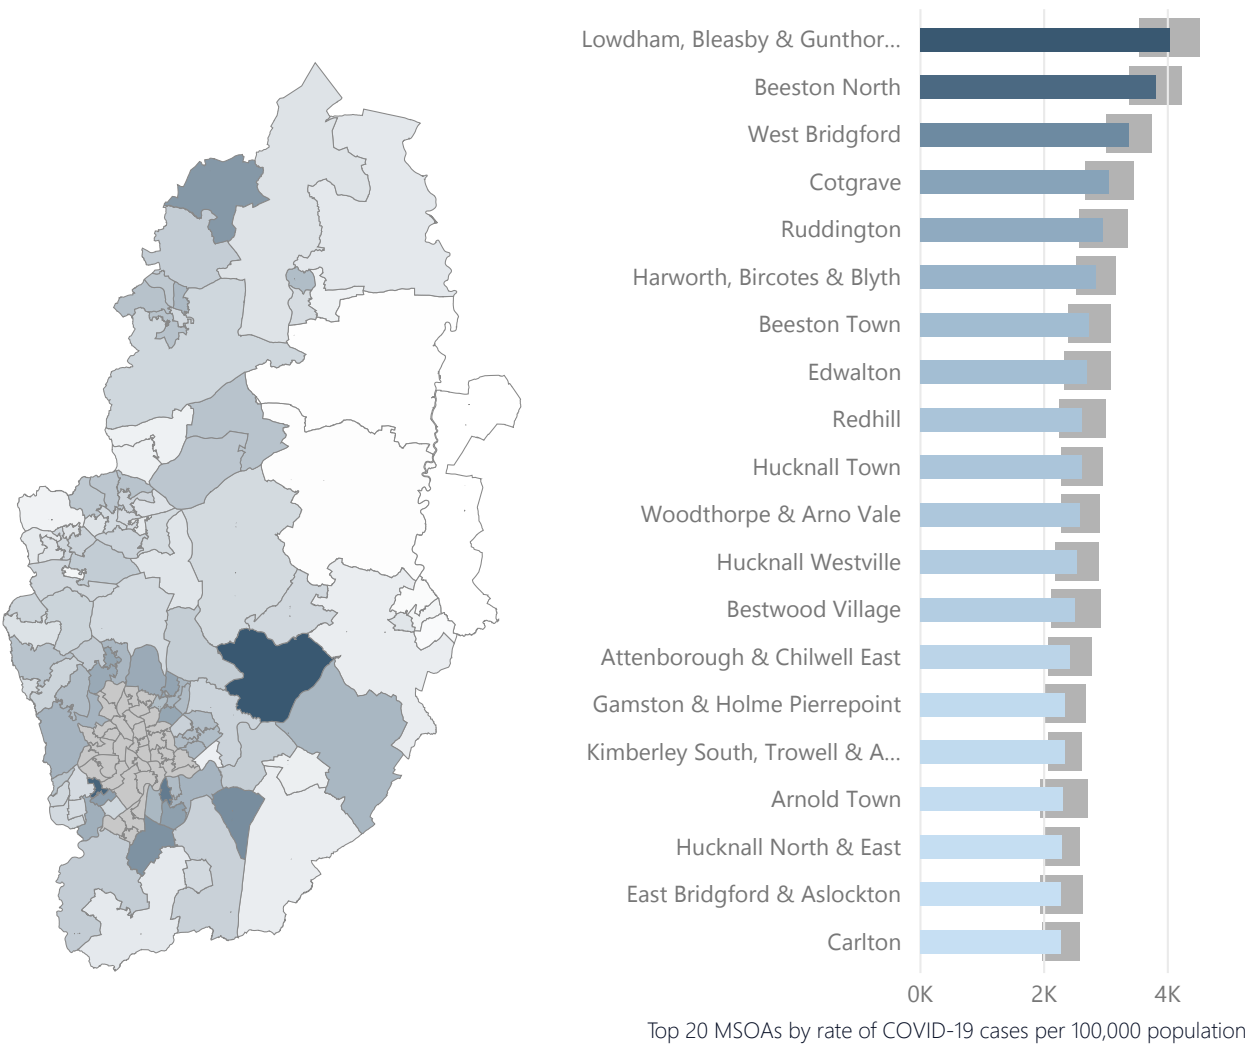 Lowdham, Bleasby & Gunthor...
Beeston North
West Bridgford
Cotgrave
Ruddington
Harworth, Bircotes & Blyth
Beeston Town
Edwalton
Redhill
Hucknall Town
Woodthorpe & Arno Vale
Hucknall Westville
Bestwood Village
Attenborough & Chilwell East
Gamston & Holme Pierrepoint
Kimberley South, Trowell & A...
Arnold Town
Hucknall North & East
East Bridgford & Aslockton
Carlton
0K 2K 4K
Top 20 MSOAs by rate of COVID-19 cases per 100,000 population